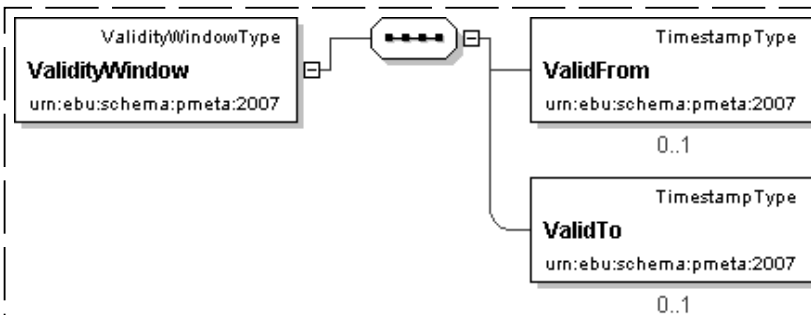 ValidityWindowType
ValidityWindow
urn:ebu:schema:pmeta:2007
TimestampType
ValidFrom
urn:ebu:schema:pmeta:2007
0..1
TimestampType
ValidTo
urn:ebu:schema:pmeta:2007
0..1